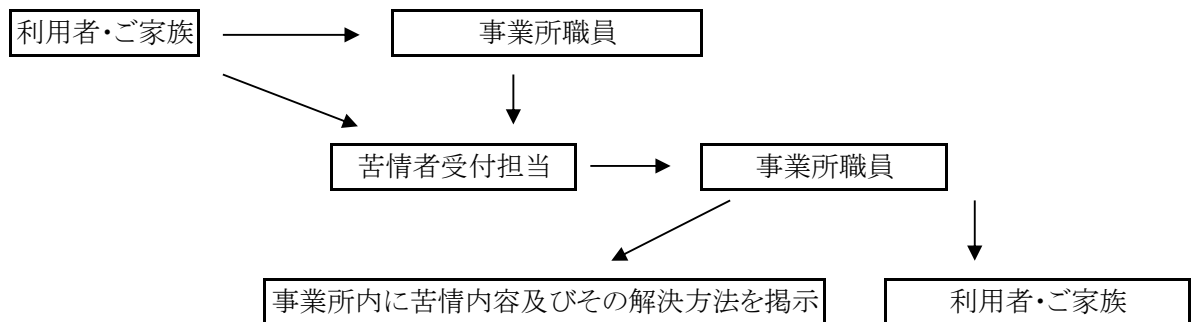 利用者・ご家族
事業所職員
苦情者受付担当
事業所職員
事業所内に苦情内容及びその解決方法を掲示
利用者・ご家族